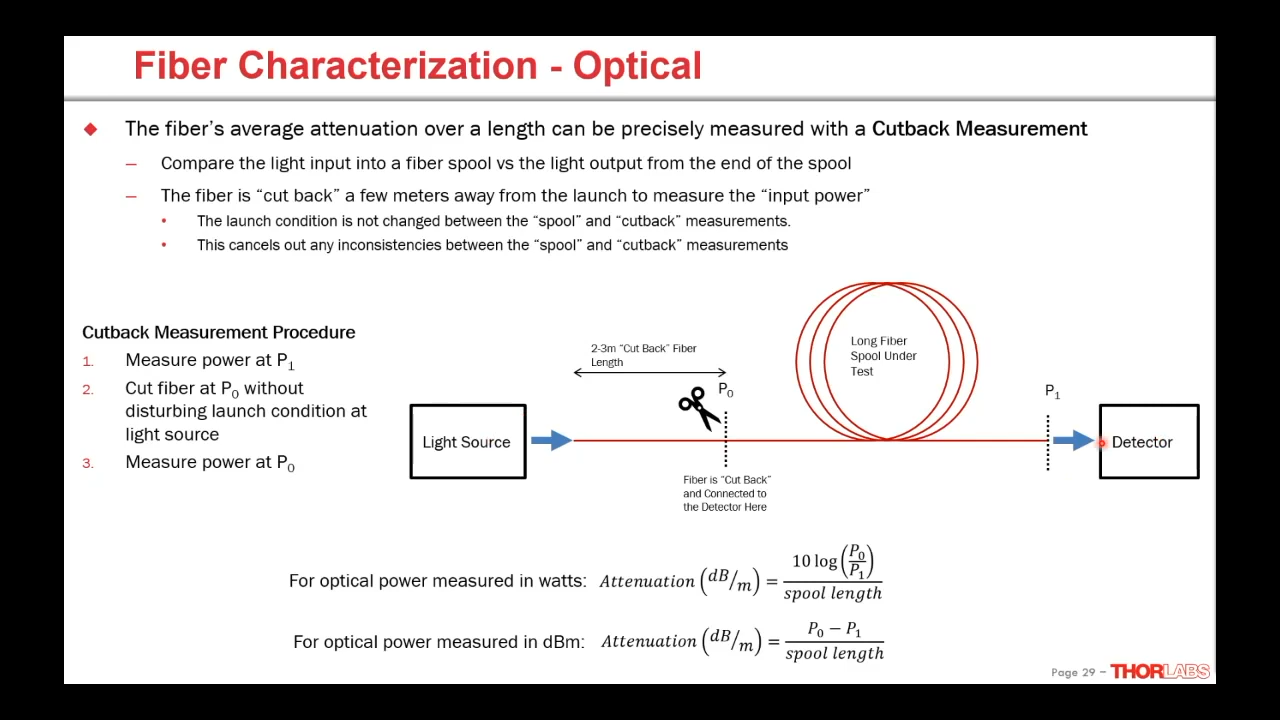 Fiber Characterization - Optical
The fiber's average attenuation over a length can be precisely measured with a Cutback Measurement
– Compare the light input into a fiber spool vs the light output from the end of the spool
– The fiber is “cut back” a few meters away from the launch to measure the “input power”
• The launch condition is not changed between the “spool” and “cutback” measurements.
• This cancels out any inconsistencies between the “spool” and “cutback” measurements
Cutback Measurement Procedure
1. Measure power at P₁
2. Cut fiber at P₀ without
disturbing launch condition at
light source
3. Measure power at P₀
2-3m “Cut Back” Fiber
Length
P₀
Long Fiber
Spool Under
Test
P₁
Light Source
Detector
Fiber is “Cut Back”
and Connected to
the Detector Here
For optical power measured in watts: Attenuation (dB/m) = 10 log(P₀/P₁) / spool length
For optical power measured in dBm: Attenuation (dB/m) = P₀ − P₁ / spool length
Page 29 – THORLABS